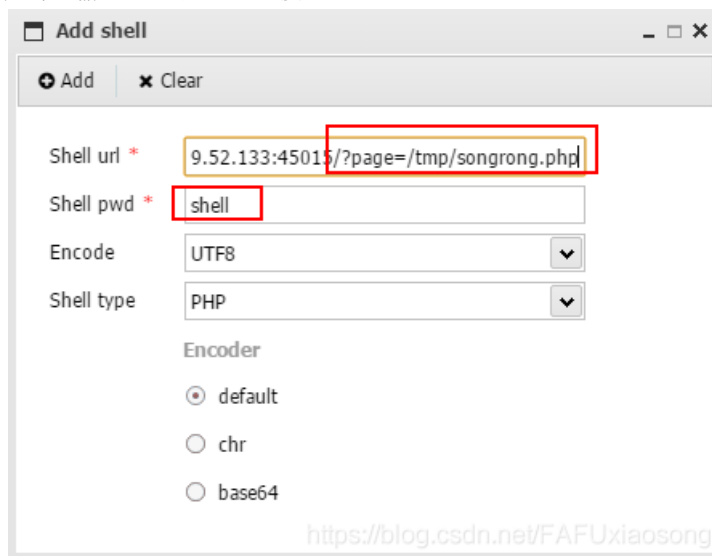 Add shell
Add Clear
Shell url * 9.52.133:45015/?page=/tmp/songrong.php
Shell pwd * shell
Encode UTF8
Shell type PHP
Encoder
default
chr
base64
https://blog.csdn.net/FAFUxiaosong